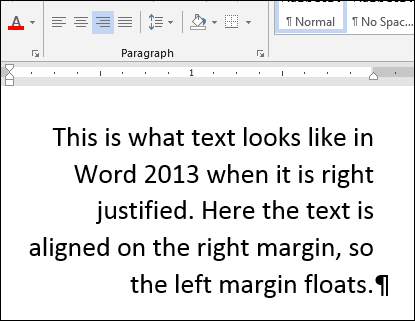 A
¶ Normal
¶ No Spac...
Paragraph
1
This is what text looks like in
Word 2013 when it is right
justified. Here the text is
aligned on the right margin, so
the left margin floats.¶